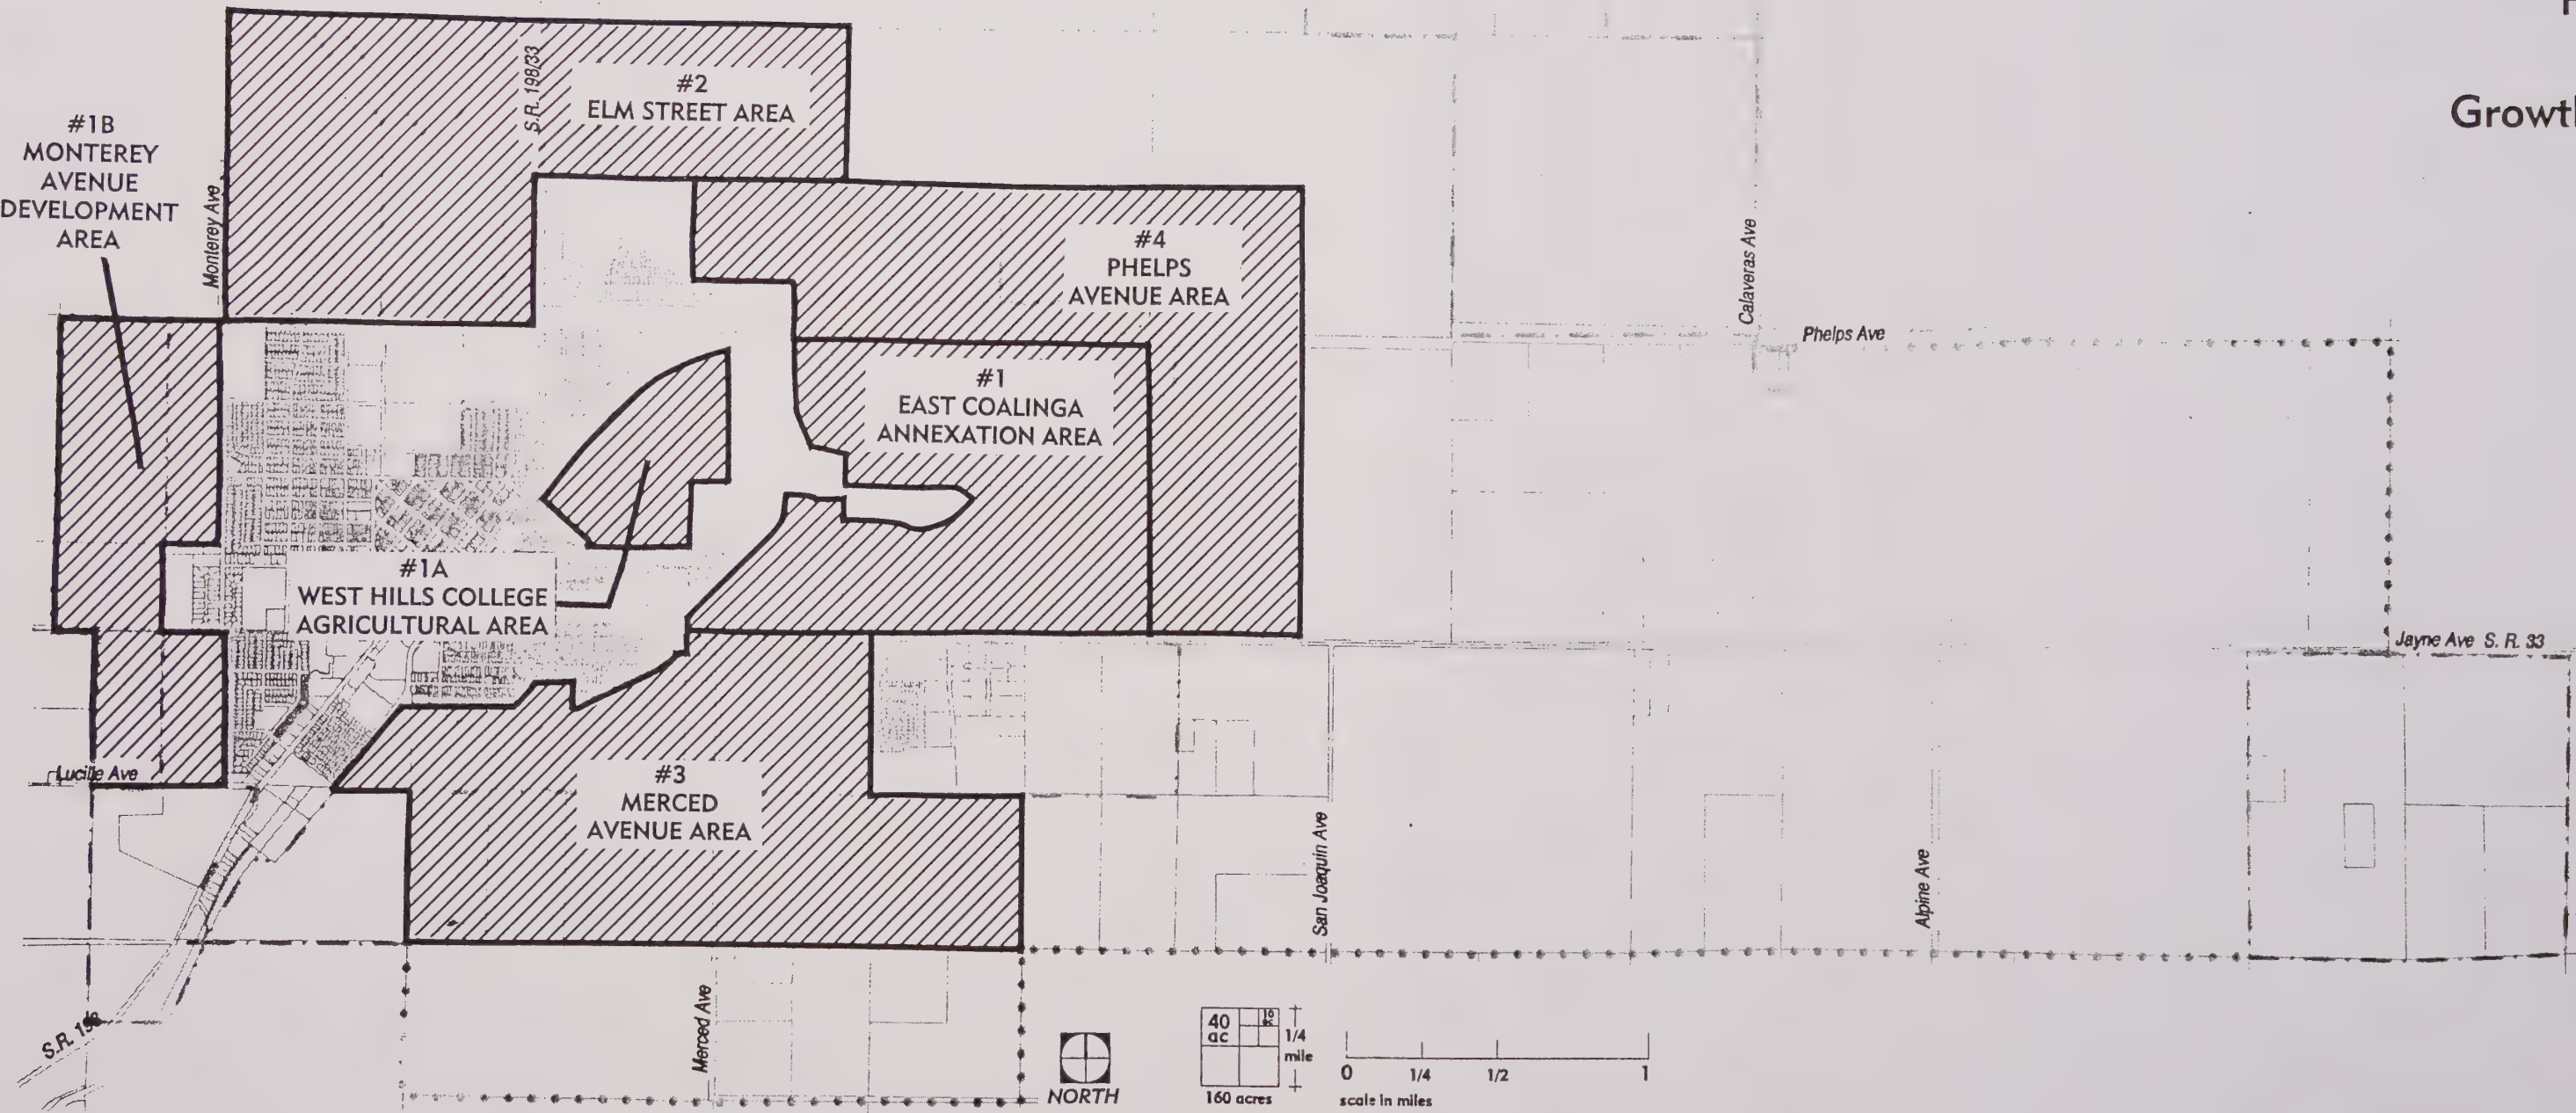 Growth
S.R. 198/33
#2
ELM STREET AREA
#1B
MONTEREY
AVENUE
DEVELOPMENT
AREA
Monterey Ave
#4
PHELPS
AVENUE AREA
Calaveras Ave
Phelps Ave
#1
EAST COALINGA
ANNEXATION AREA
#1A
WEST HILLS COLLEGE
AGRICULTURAL AREA
Jayne Ave S. R. 33
Lucille Ave
#3
MERCED
AVENUE AREA
San Joaquin Ave
Alpine Ave
S.R. 198
Merced Ave
NORTH
40
ac
10
1/4
mile
160 acres
0 1/4 1/2 1
scale in miles